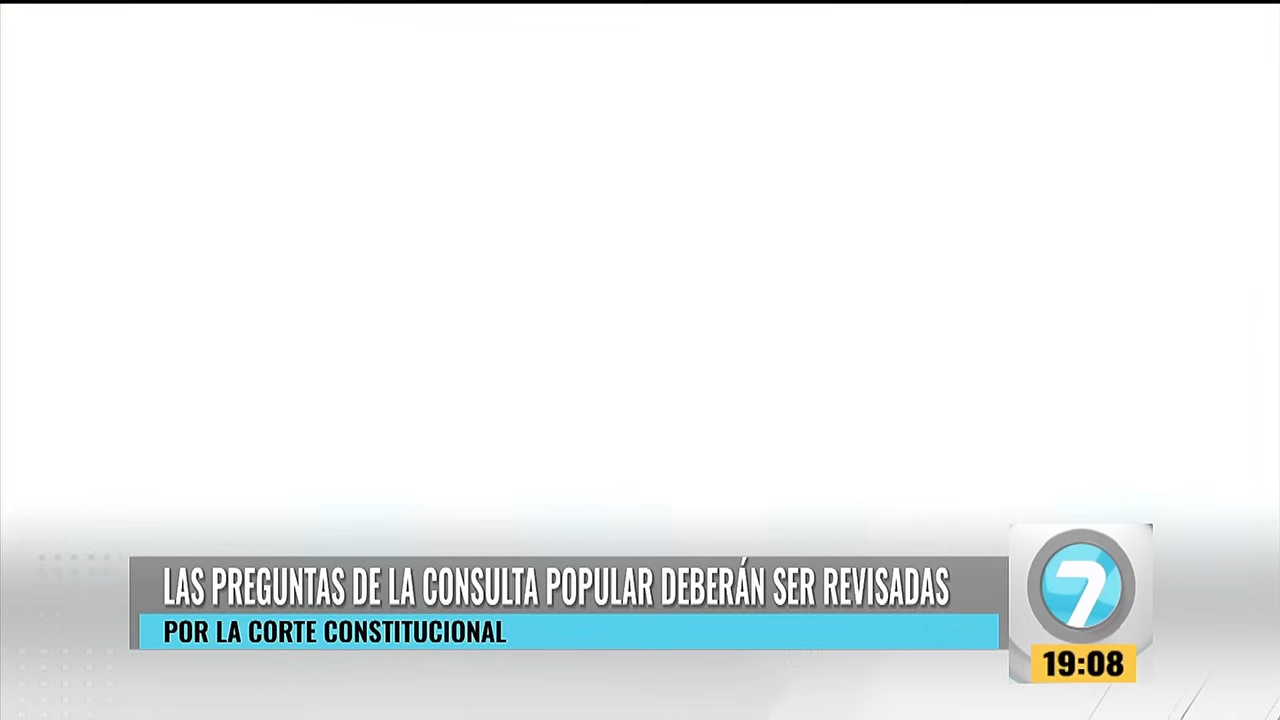 LAS PREGUNTAS DE LA CONSULTA POPULAR DEBERÁN SER REVISADAS
POR LA CORTE CONSTITUCIONAL
7
19:08